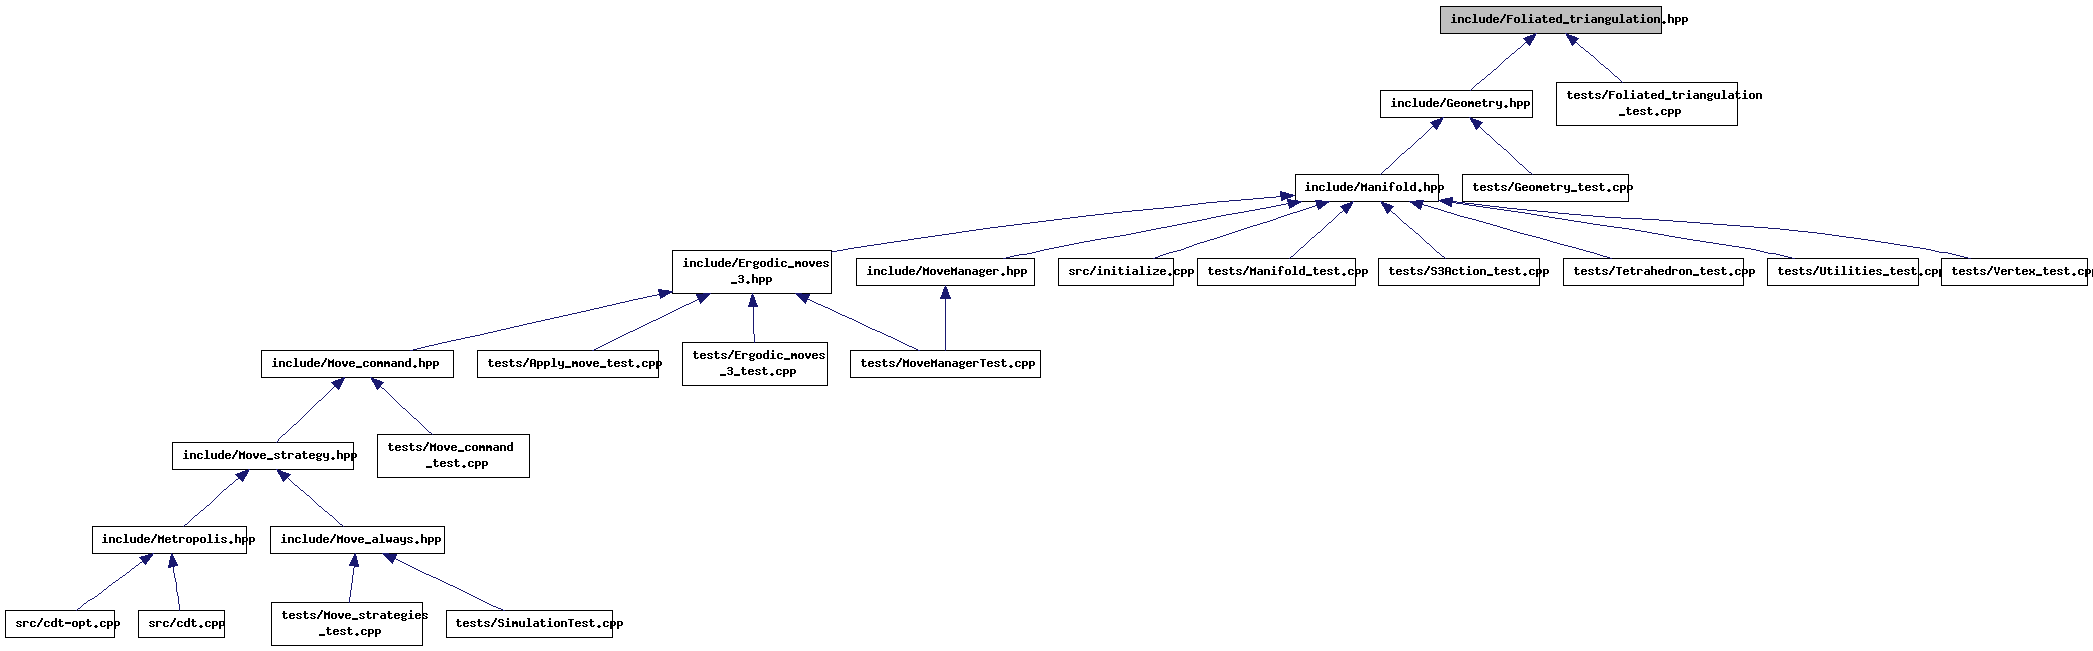 include/Foliated_triangulation.hpp
include/Geometry.hpp
tests/Foliated_triangulation
_test.cpp
include/Manifold.hpp
tests/Geometry_test.cpp
include/Ergodic_moves
_3.hpp
include/MoveManager.hpp
src/initialize.cpp
tests/Manifold_test.cpp
tests/S3Action_test.cpp
tests/Tetrahedron_test.cpp
tests/Utilities_test.cp
tests/Vertex_test.cp
include/Move_command.hpp
tests/Apply_move_test.cpp
tests/Ergodic_moves
_3_test.cpp
tests/MoveManagerTest.cpp
include/Move_strategy.hpp
tests/Move_command
_test.cpp
include/Metropolis.hpp
include/Move_always.hpp
src/cdt-opt.cpp
src/cdt.cpp
tests/Move_strategies
_test.cpp
tests/SimulationTest.cpp